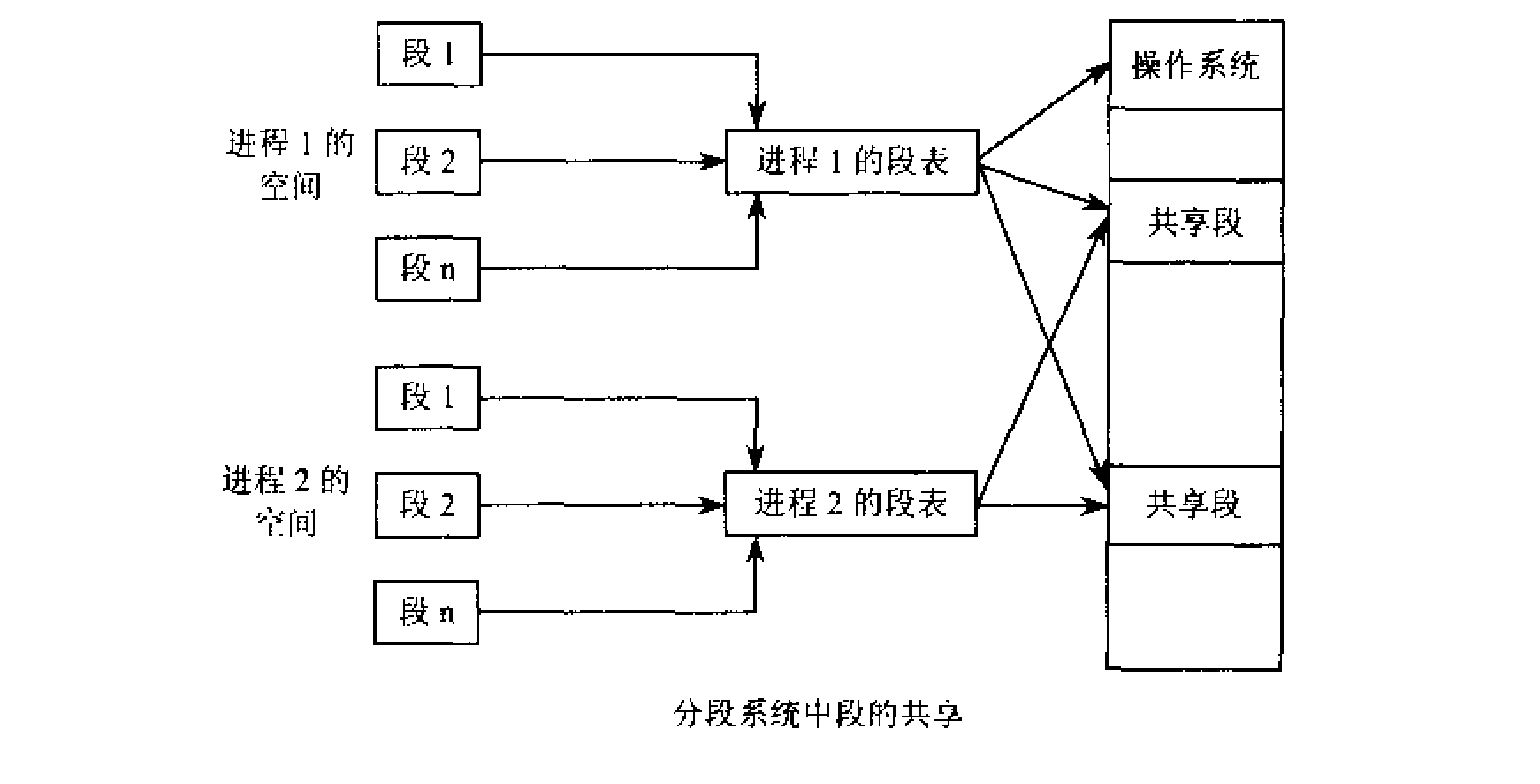 段 1
操作系统
进程 1 的
空间
段 2
进程 1 的段表
共享段
段 n
段 1
进程 2 的
空间
段 2
进程 2 的段表
共享段
段 n
分段系统中段的共享